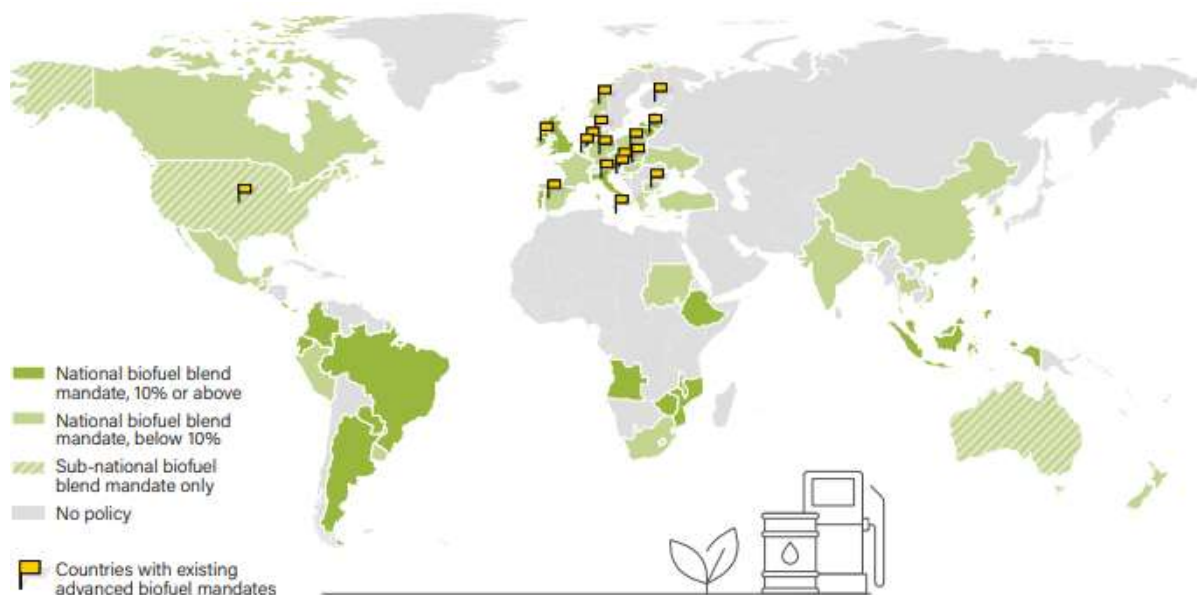 National biofuel blend
mandate, 10% or above
National biofuel blend
mandate, below 10%
Sub-national biofuel
blend mandate only
No policy
Countries with existing
advanced biofuel mandates